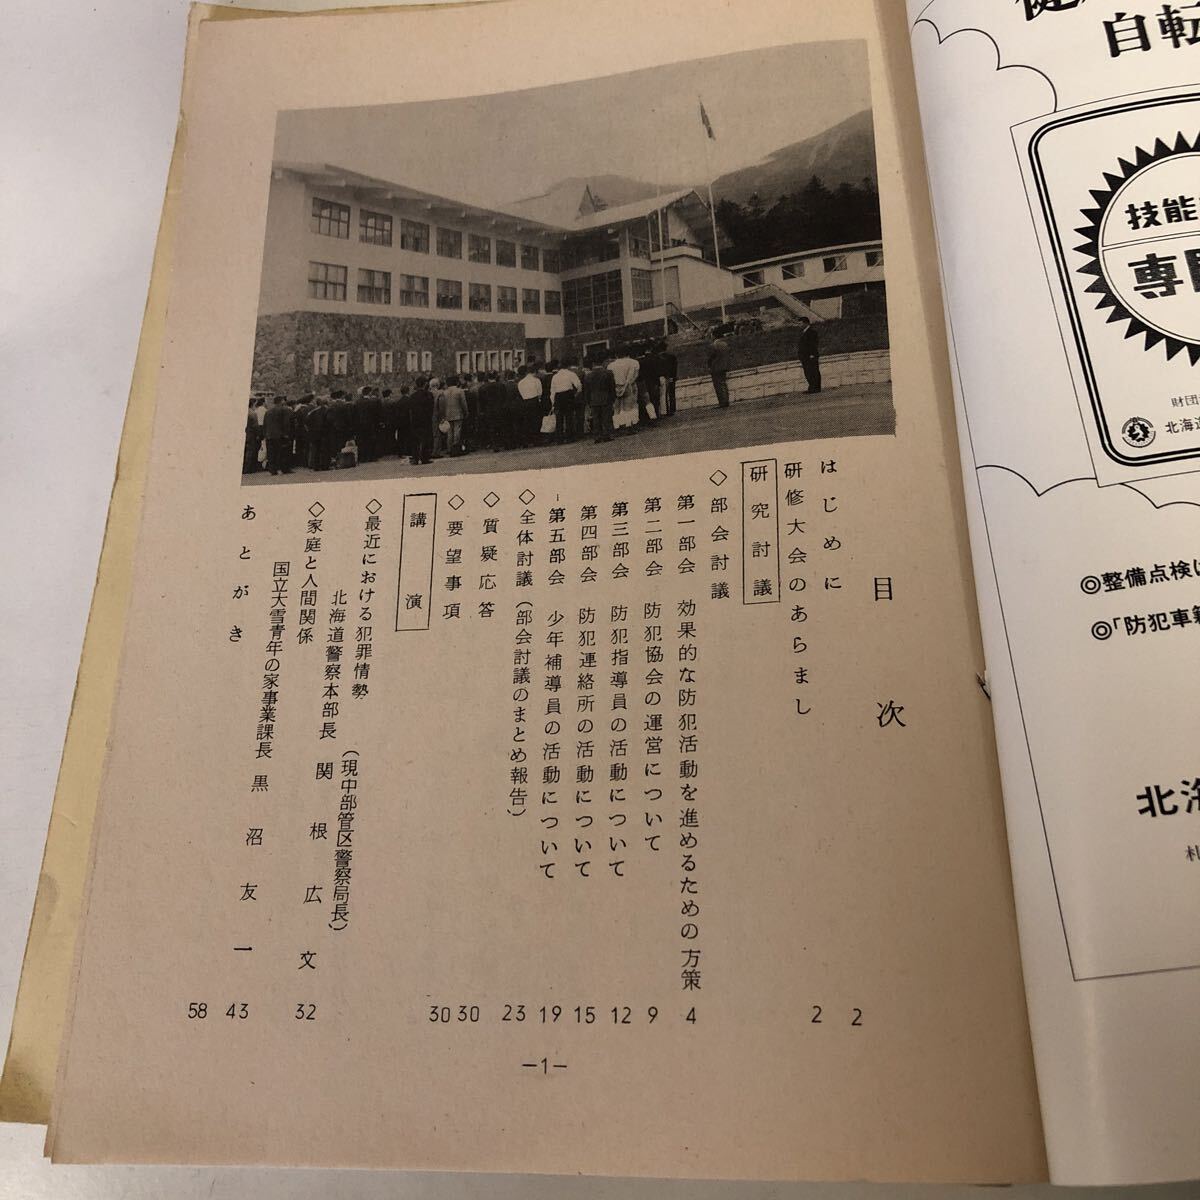 目次
はじめに 2
研修大会のあらまし 2
研究討議
◇部会討議
第一部会 効果的な防犯活動を進めるための方策 4
第二部会 防犯協会の運営について 9
第三部会 防犯指導員の活動について 12
第四部会 防犯連絡所の活動について 15
第五部会 少年補導員の活動について 19
◇全体討議（部会討議のまとめ報告） 23
◇質疑応答 30
◇要望事項 30
講演
◇最近における犯罪情勢 32
北海道警察本部長 関根広文
（現中部管区警察局長）
◇家庭と人間関係 43
国立大雪青年の家事業課長 黒沼友一
あとがき 58
—1—
自転
技能
専門
財団
北海道
◎整備点検は
◎「防犯車籍
北海
札